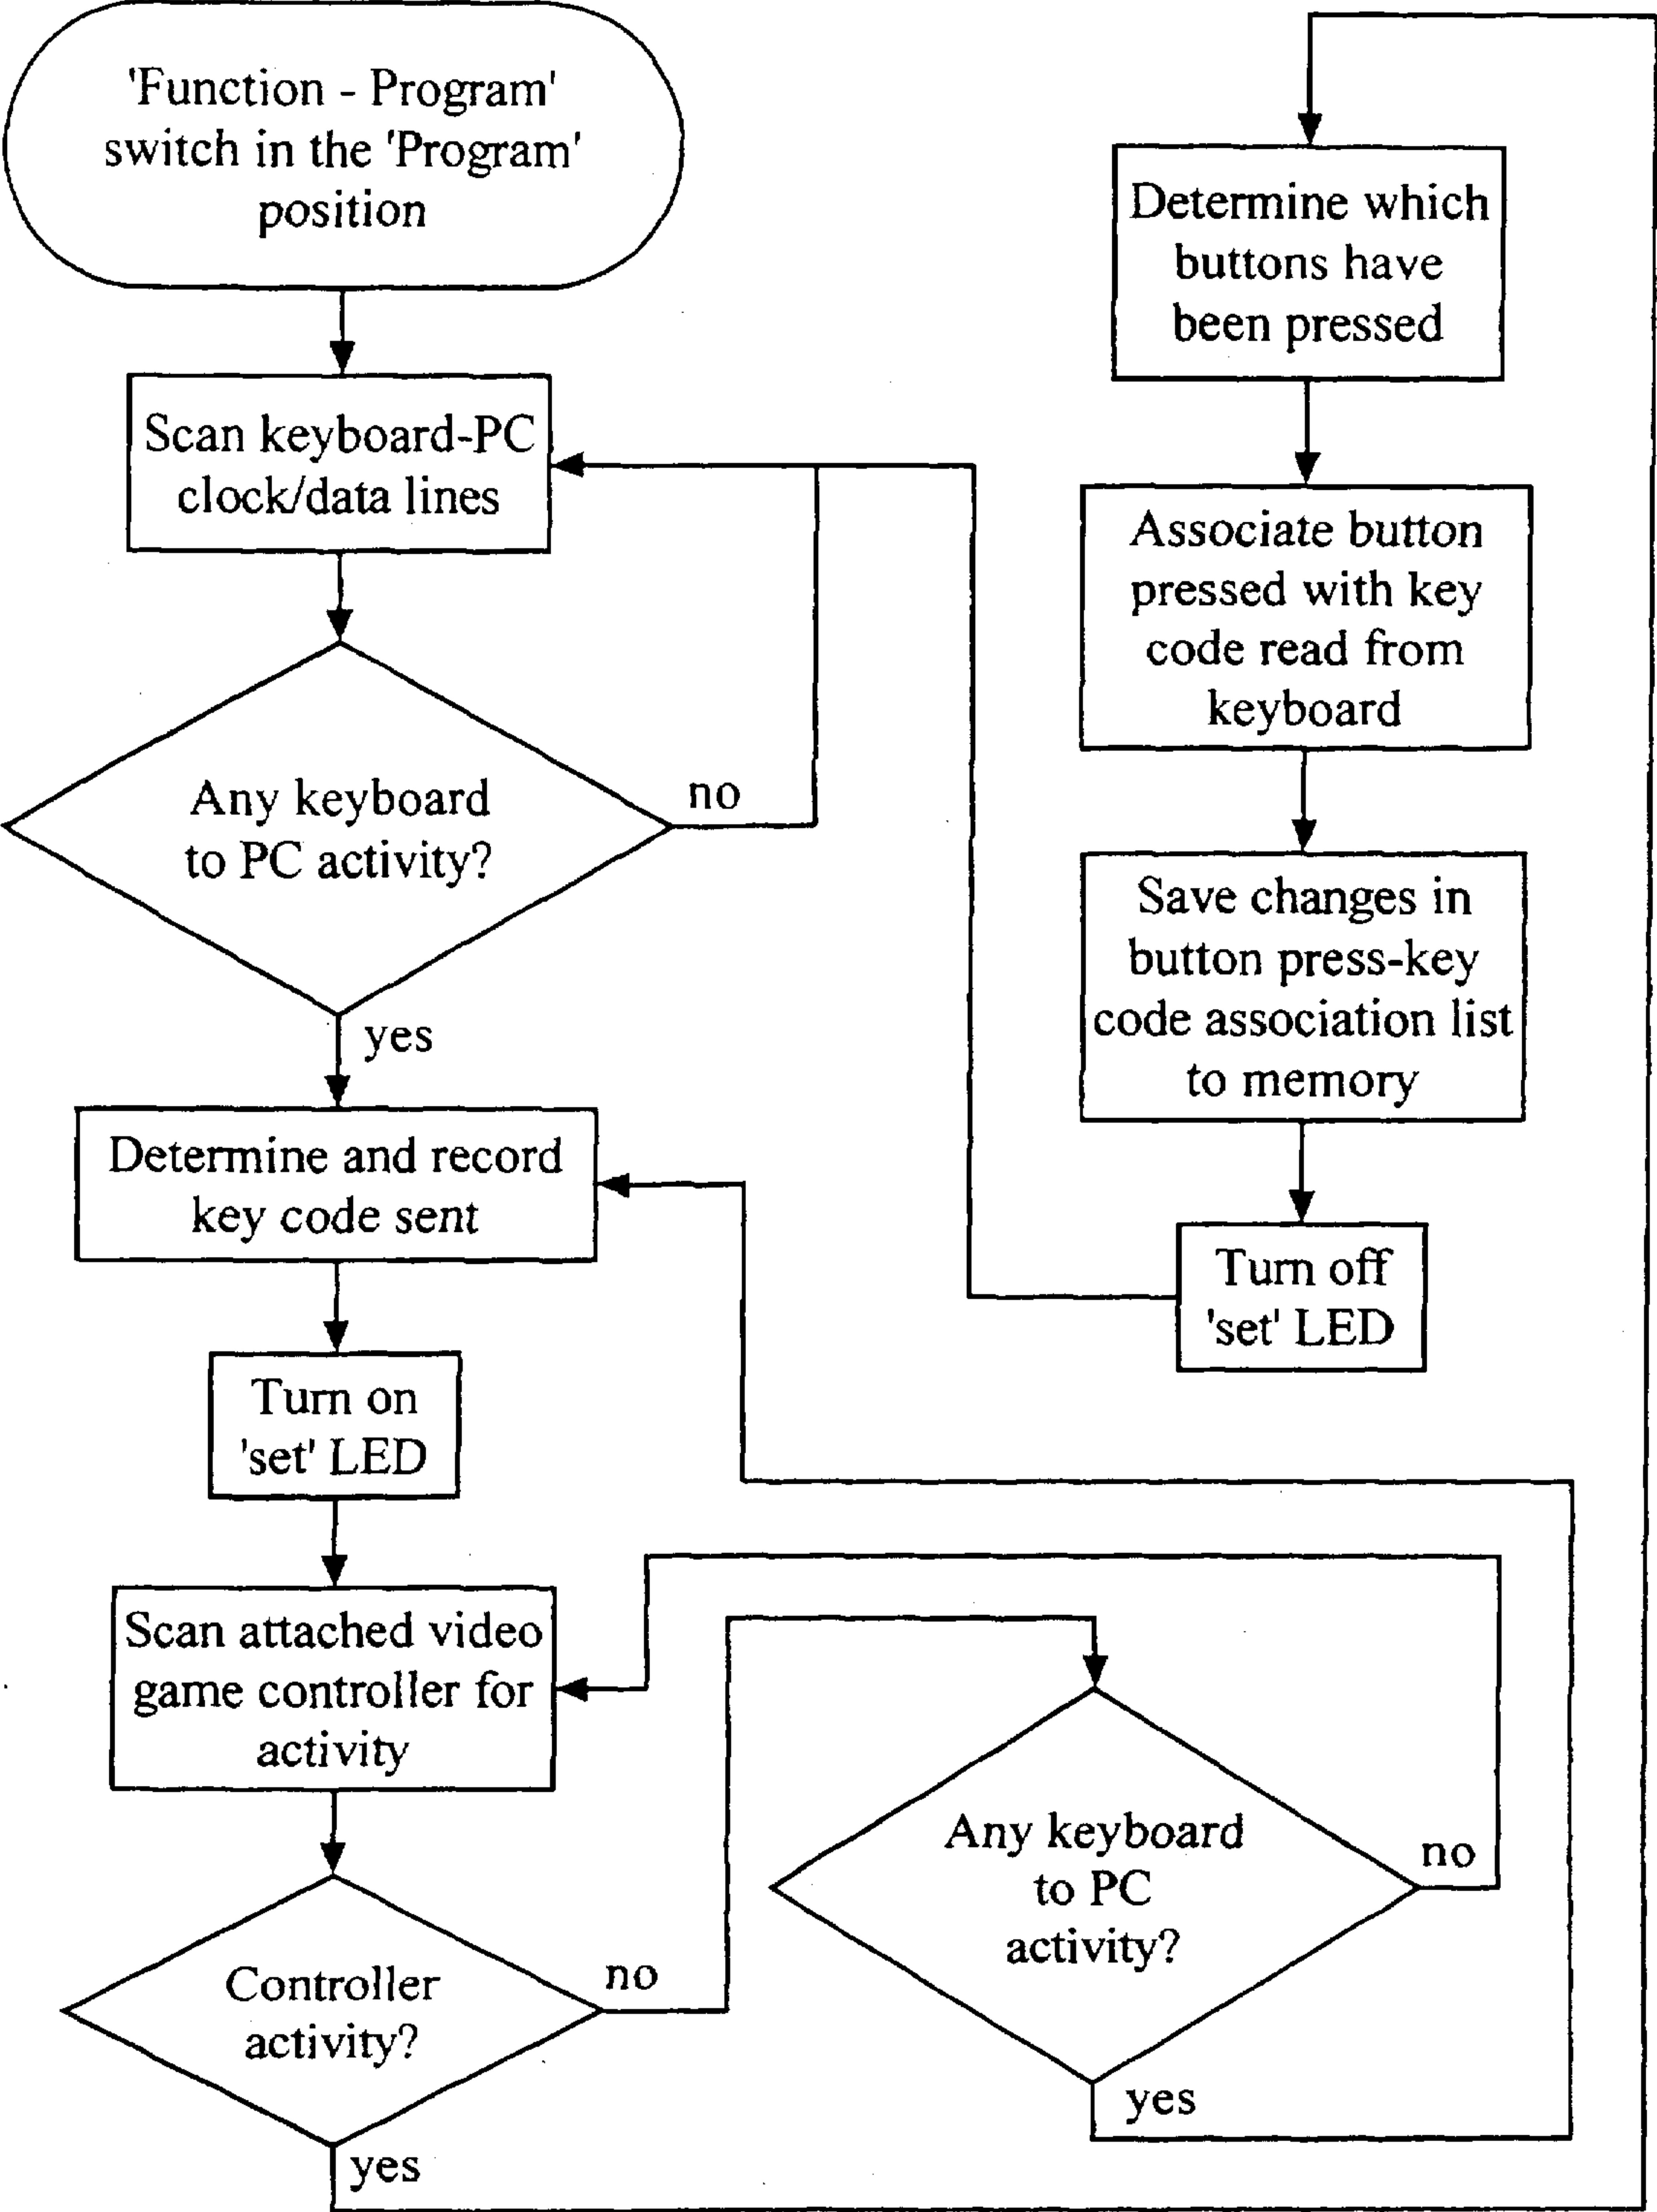 'Function - Program'
switch in the 'Program'
position
Scan keyboard-PC
clock/data lines
Any keyboard
to PC activity?
no
yes
Determine and record
key code sent
Turn on
'set' LED
Scan attached video
game controller for
activity
Controller
activity?
no
yes
Any keyboard
to PC
activity?
no
yes
Determine which
buttons have
been pressed
Associate button
pressed with key
code read from
keyboard
Save changes in
button press-key
code association list
to memory
Turn off
'set' LED